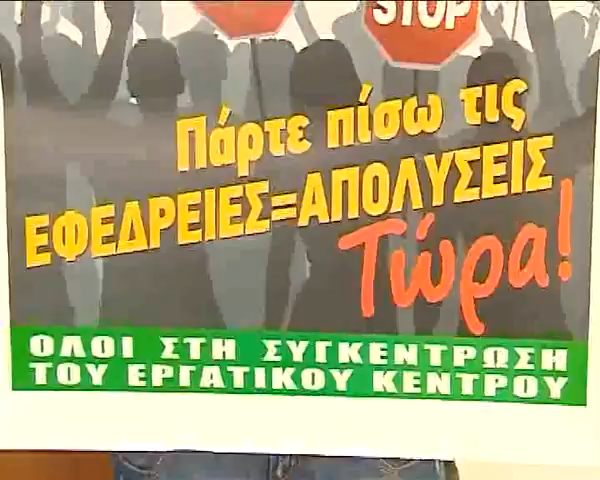 STOP
Πάρτε πίσω τις
ΕΦΕΔΡΕΙΕΣ=ΑΠΟΛΥΣΕΙΣ
Τώρα!
ΟΛΟΙ ΣΤΗ ΣΥΓΚΕΝΤΡΩΣΗ
ΤΟΥ ΕΡΓΑΤΙΚΟΥ ΚΕΝΤΡΟΥ